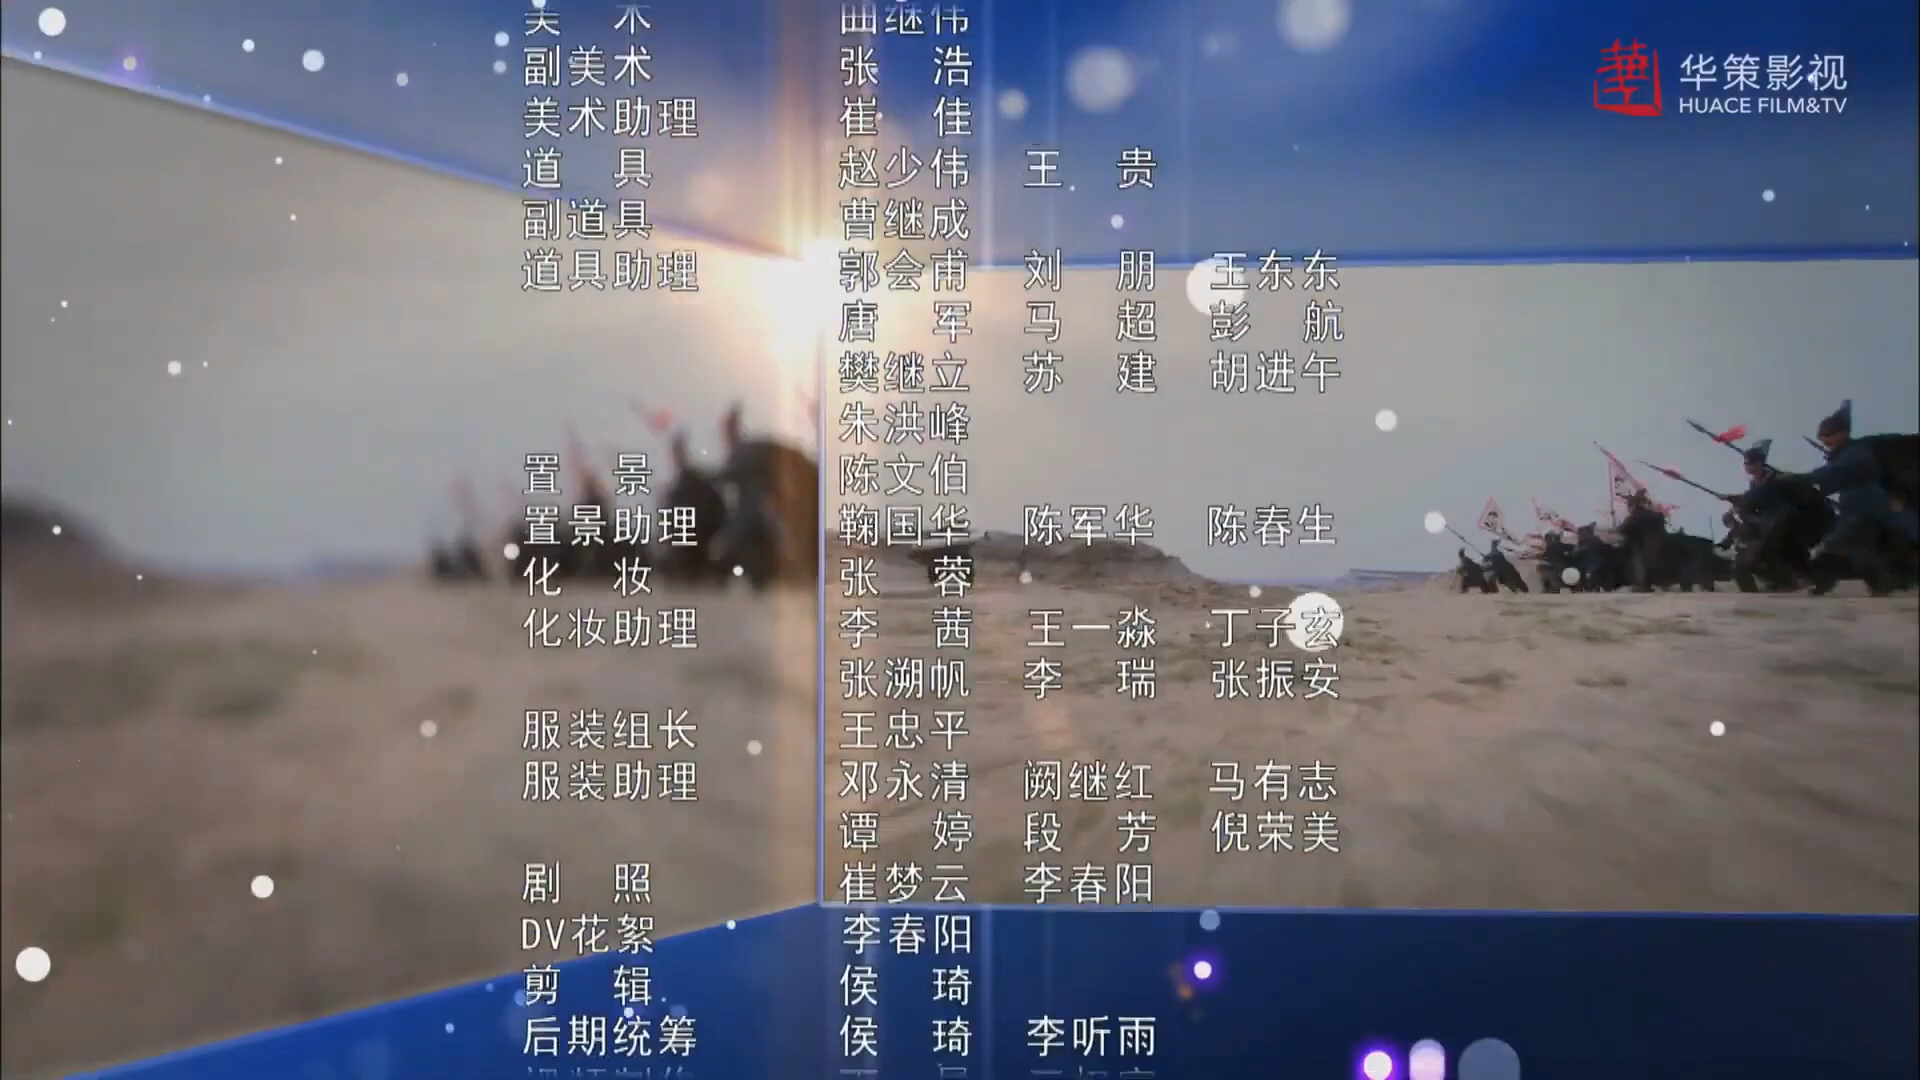 美术 曲继伟
副美术 张浩
华策影视
HUACE FILM&TV
美术助理 崔佳
道具 赵少伟 王贵
副道具 曹继成
道具助理 郭会甫 刘朋 王东东
唐军 马超 彭航
樊继立 苏建 胡进午
朱洪峰
置景 陈文伯
置景助理 鞠国华 陈军华 陈春生
化妆 张蓉
化妆助理 李茜 王一淼 丁子玄
张溯帆 李瑞 张振安
服装组长 王忠平
服装助理 邓永清 阙继红 马有志
谭婷 段芳 倪荣美
剧照 崔梦云 李春阳
DV花絮 李春阳
剪辑 侯琦
后期统筹 侯琦 李听雨